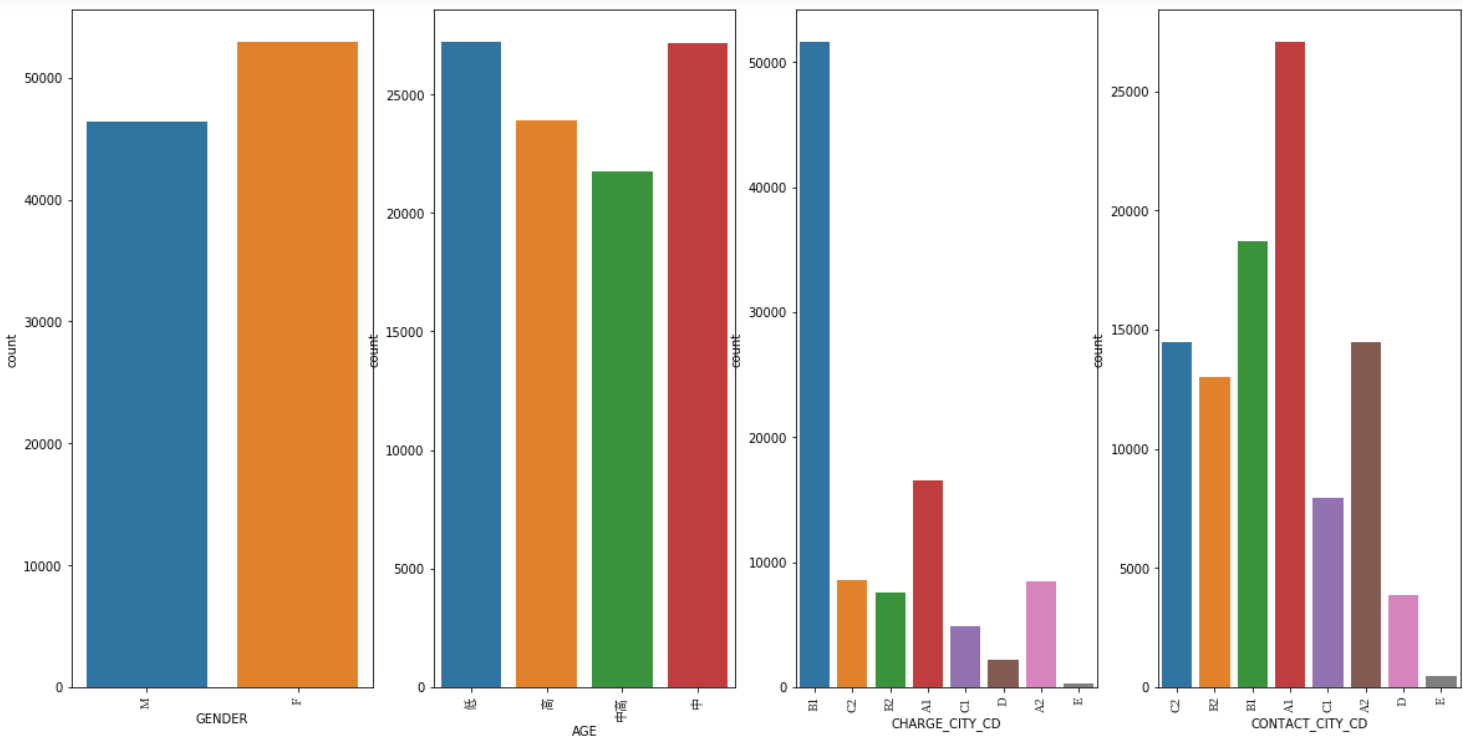 50000
40000
30000
20000
10000
0
count
M
F
GENDER
25000
20000
15000
10000
5000
0
count
低
高
中高
中
AGE
50000
40000
30000
20000
10000
0
count
B1
C2
B2
A1
C1
D
A2
E
CHARGE_CITY_CD
25000
20000
15000
10000
5000
0
count
C2
B2
B1
A1
C1
A2
D
E
CONTACT_CITY_CD